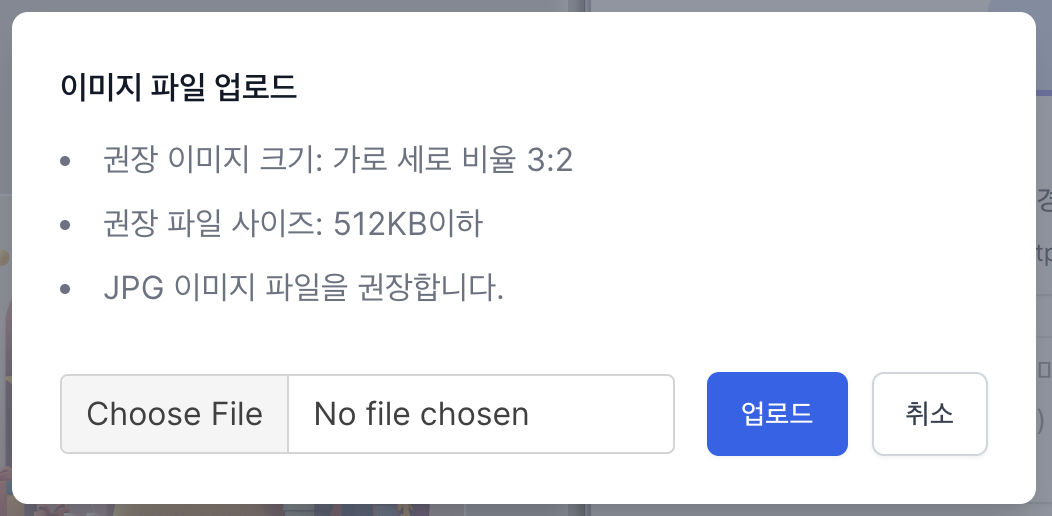 이미지 파일 업로드
• 권장 이미지 크기: 가로 세로 비율 3:2
• 권장 파일 사이즈: 512KB이하
• JPG 이미지 파일을 권장합니다.
Choose File No file chosen 업로드 취소